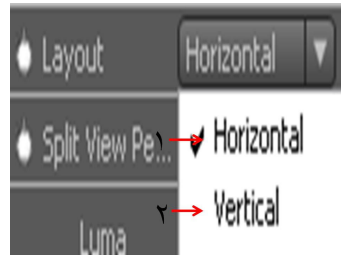 Layout Horizontal
Split View Pe... ١ Horizontal
٢ Vertical
Luma